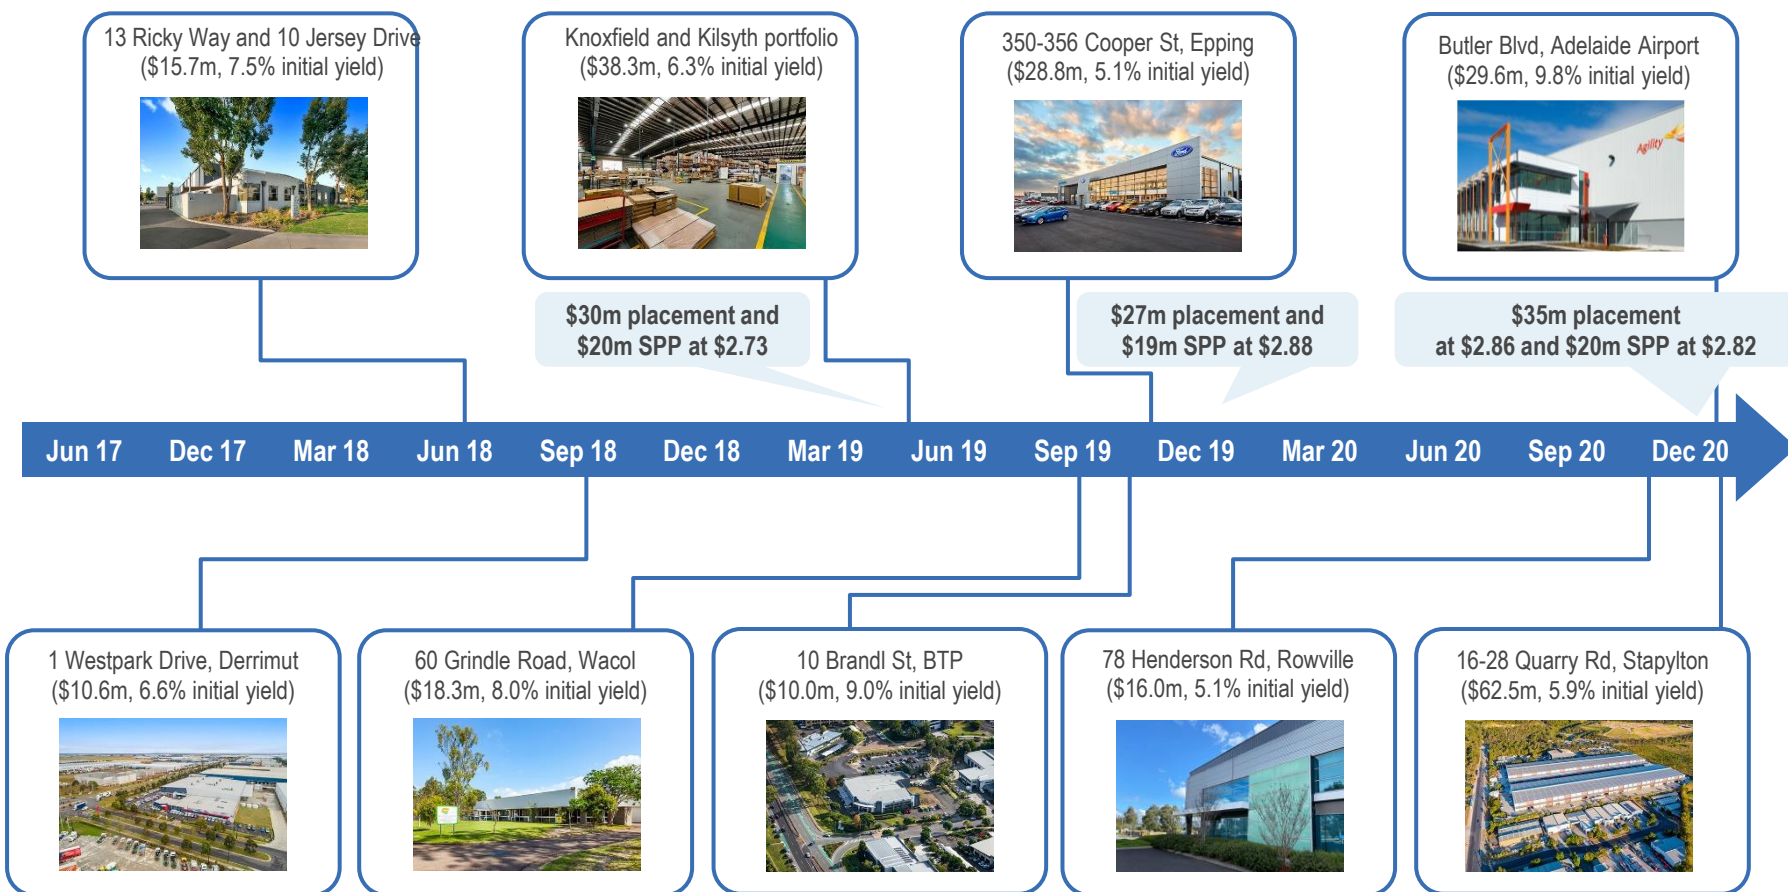 13 Ricky Way and 10 Jersey Drive
($15.7m, 7.5% initial yield)
Knoxfield and Kilsyth portfolio
($38.3m, 6.3% initial yield)
350-356 Cooper St, Epping
($28.8m, 5.1% initial yield)
Ford
Butler Blvd, Adelaide Airport
($29.6m, 9.8% initial yield)
Agility
$30m placement and
$20m SPP at $2.73
$27m placement and
$19m SPP at $2.88
$35m placement
at $2.86 and $20m SPP at $2.82
Jun 17 Dec 17 Mar 18 Jun 18 Sep 18 Dec 18 Mar 19 Jun 19 Sep 19 Dec 19 Mar 20 Jun 20 Sep 20 Dec 20
1 Westpark Drive, Derrimut
($10.6m, 6.6% initial yield)
60 Grindle Road, Wacol
($18.3m, 8.0% initial yield)
10 Brandl St, BTP
($10.0m, 9.0% initial yield)
78 Henderson Rd, Rowville
($16.0m, 5.1% initial yield)
16-28 Quarry Rd, Stapylton
($62.5m, 5.9% initial yield)